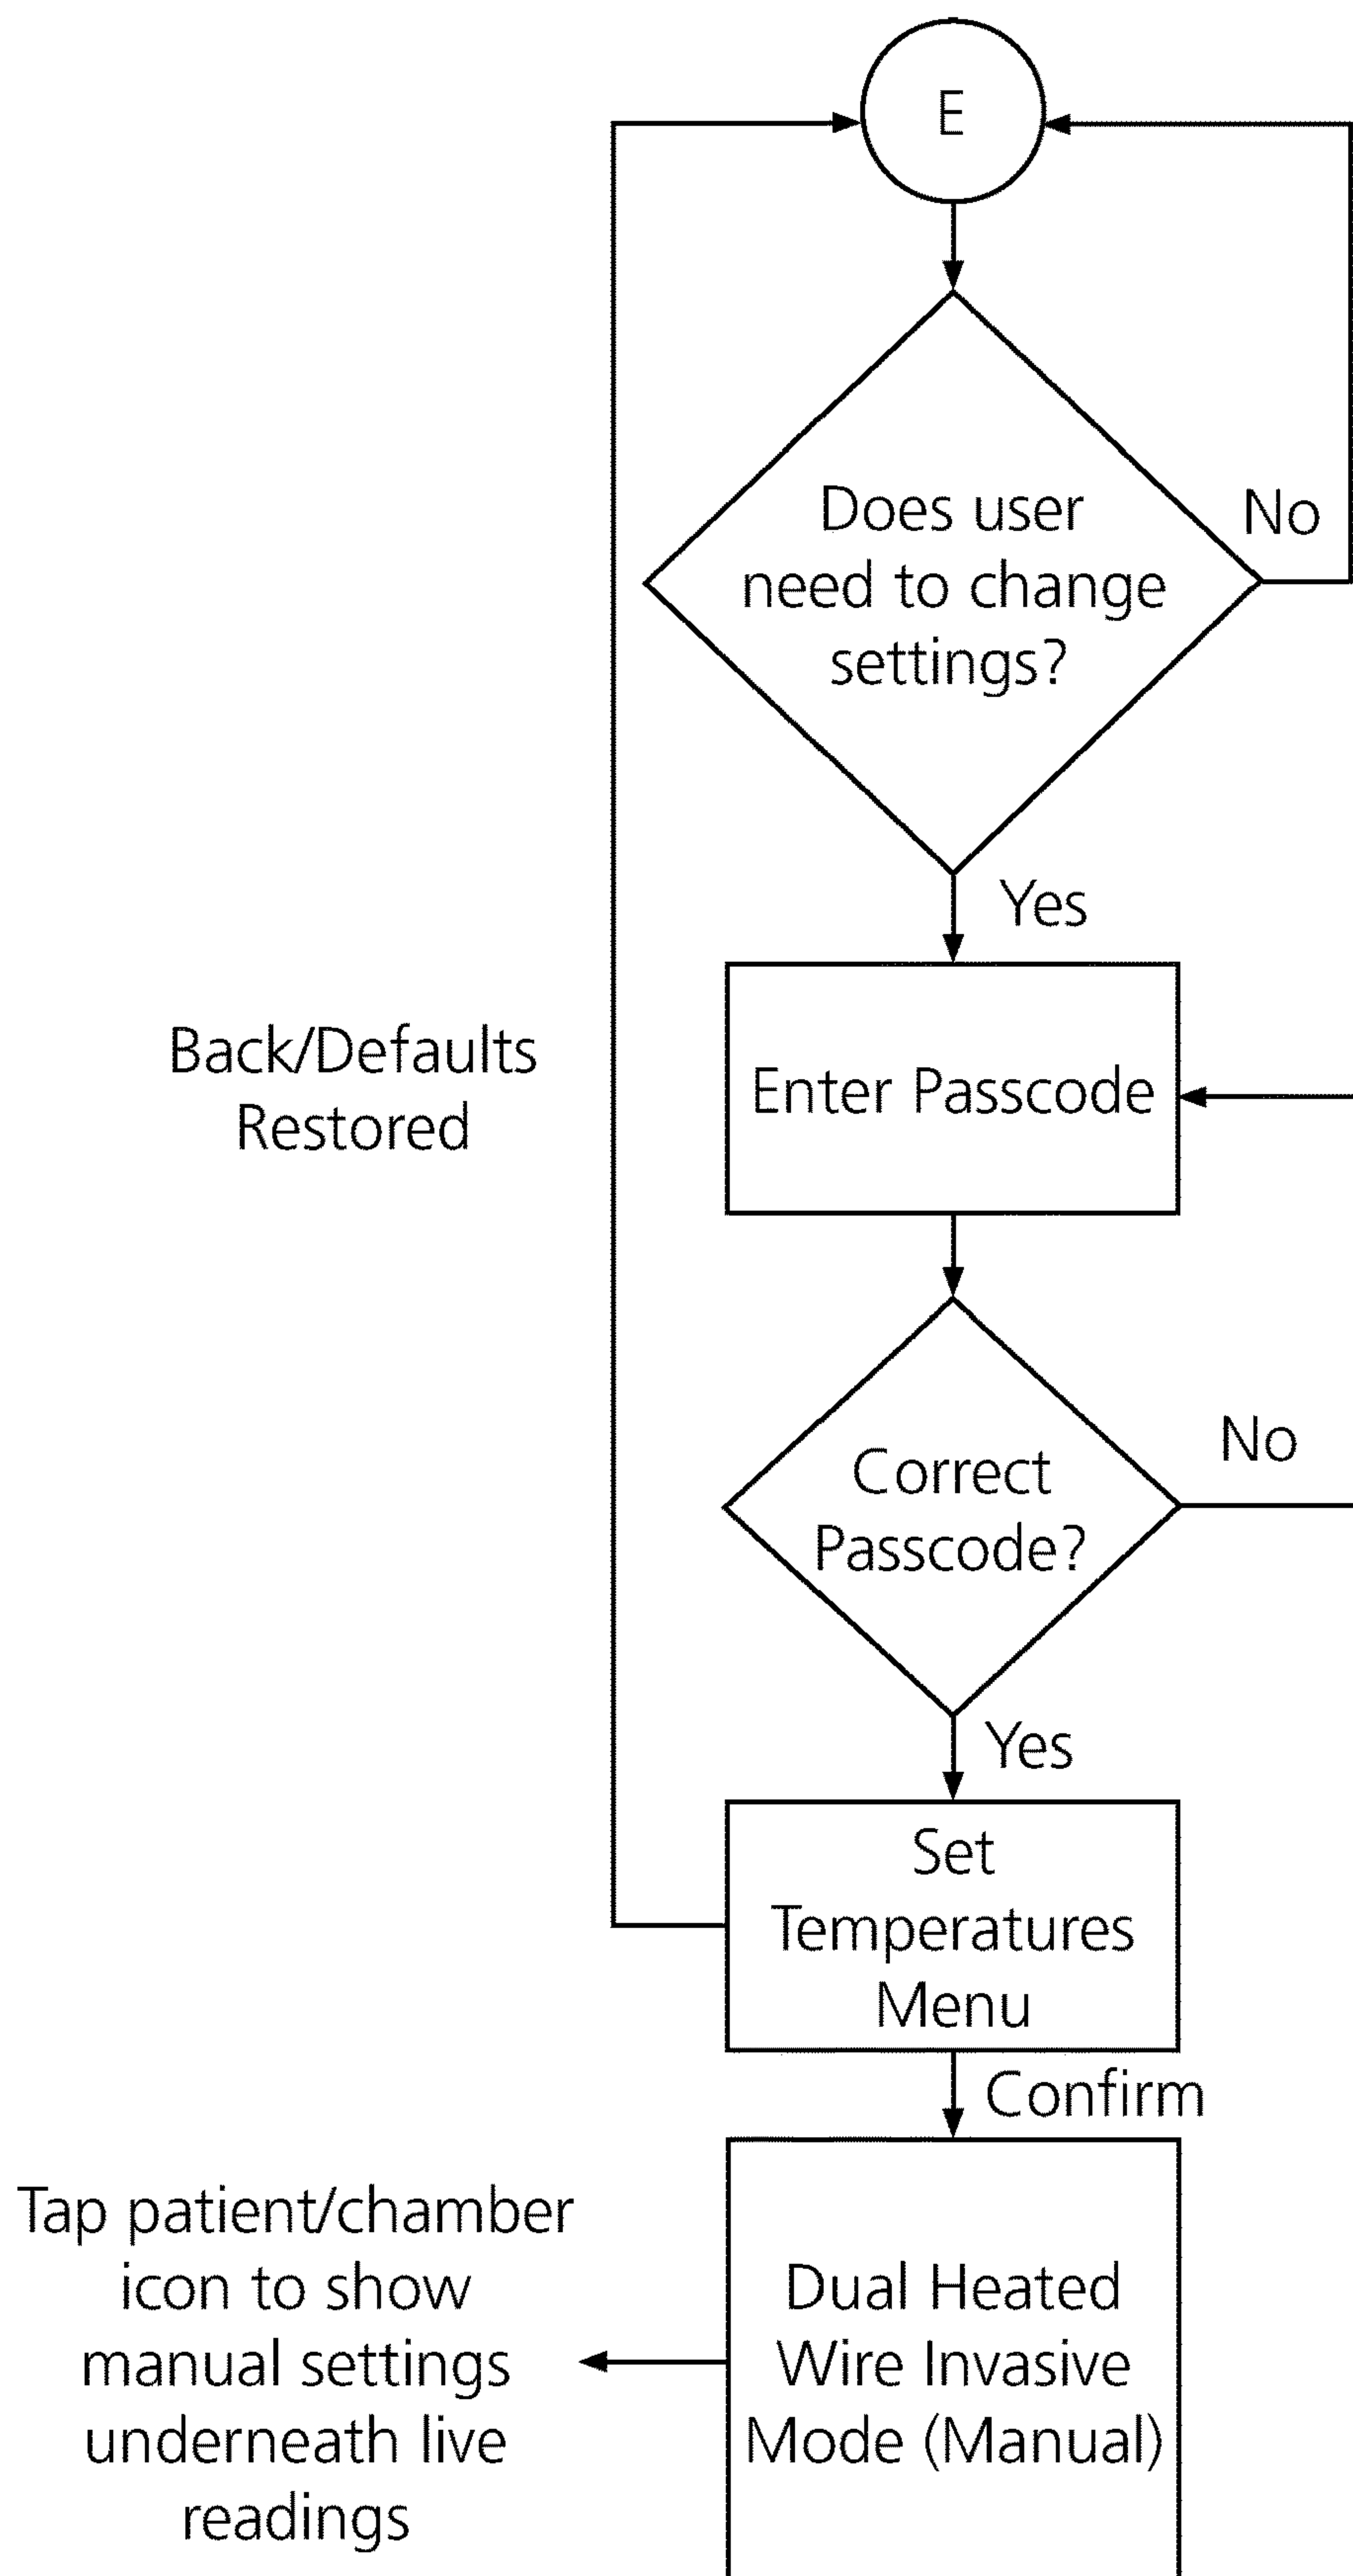 E
Does user
need to change
settings?
No
Yes
Enter Passcode
Back/Defaults
Restored
Correct
Passcode?
No
Yes
Set
Temperatures
Menu
Confirm
Tap patient/chamber
icon to show
manual settings
underneath live
readings
Dual Heated
Wire Invasive
Mode (Manual)